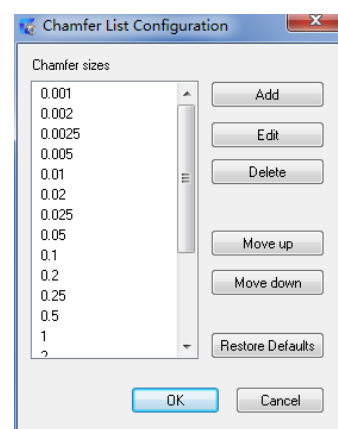 Chamfer List Configuration
Chamfer sizes
0.001
0.002
0.0025
0.005
0.01
0.02
0.025
0.05
0.1
0.2
0.25
0.5
1
2
Add
Edit
Delete
Move up
Move down
Restore Defaults
OK
Cancel